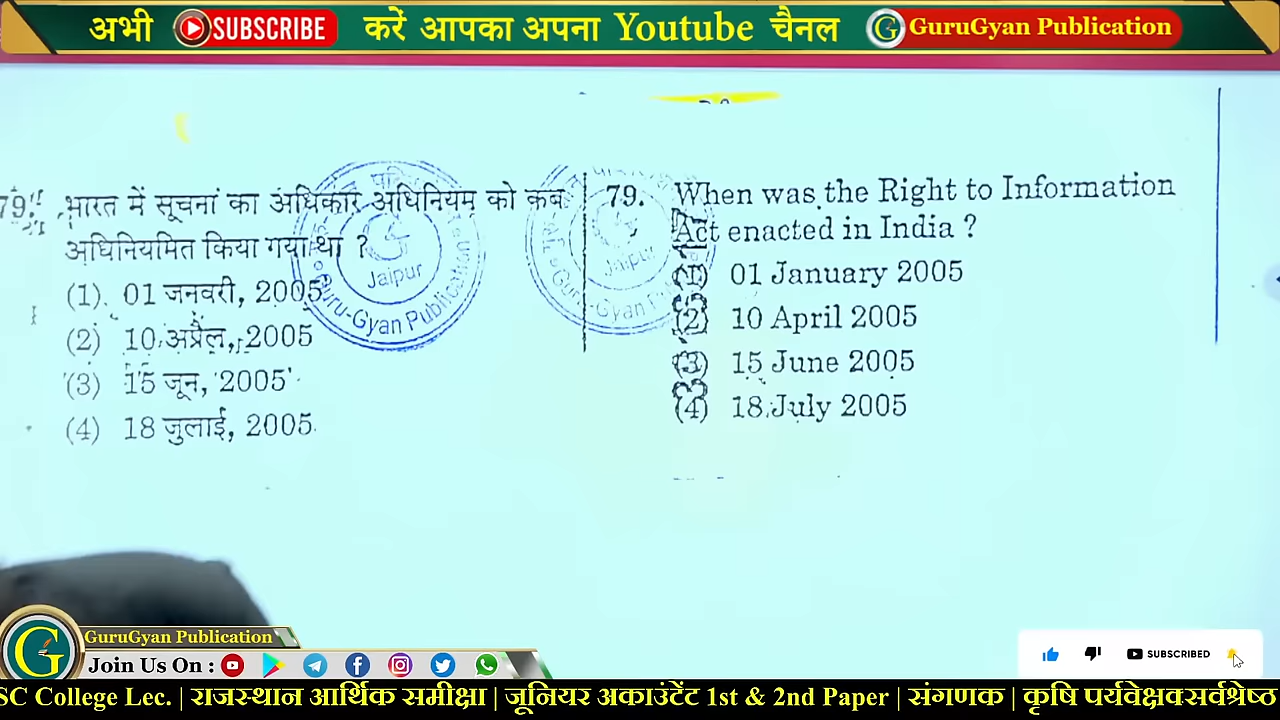 अभी SUBSCRIBE करें आपका अपना Youtube चैनल G GuruGyan Publication
79. भारत में सूचना का अधिकार अधिनियम को कब
अधिनियमित किया गया था ?
(1) 01 जनवरी, 2005
(2) 10 अप्रैल, 2005
(3) 15 जून, 2005
(4) 18 जुलाई, 2005
79. When was the Right to Information
Act enacted in India ?
(1) 01 January 2005
(2) 10 April 2005
(3) 15 June 2005
(4) 18 July 2005
Jaipur
Guru-Gyan Publication
Jaipur
Guru-Gyan
G
GuruGyan Publication
Join Us On :
SUBSCRIBED
SC College Lec. | राजस्थान आर्थिक समीक्षा | जूनियर अकाउंटेंट 1st & 2nd Paper | संगणक | कृषि पर्यवेक्षक सर्वश्रेष्ठ